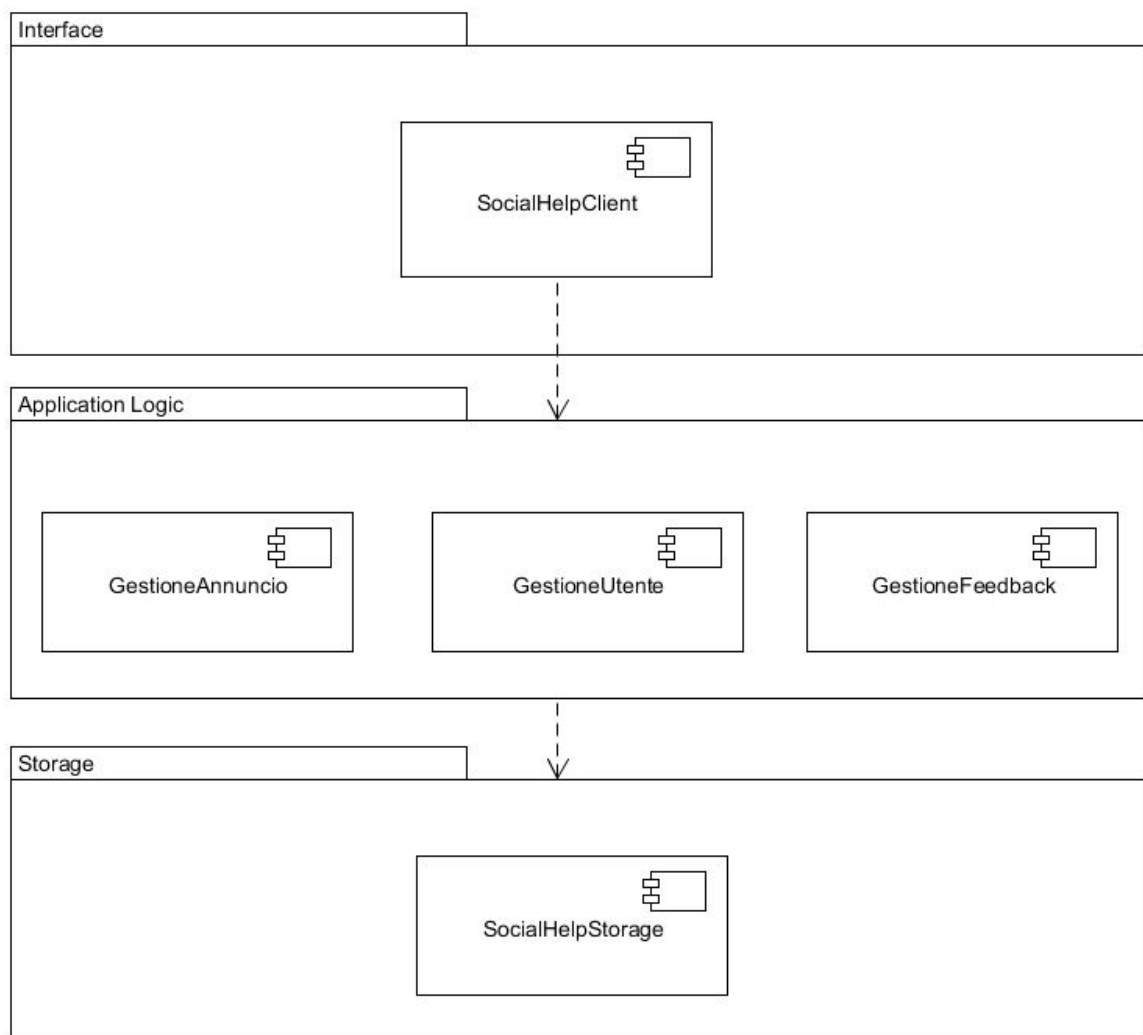 Interface
SocialHelpClient
Application Logic
GestioneAnnuncio
GestioneUtente
GestioneFeedback
Storage
SocialHelpStorage